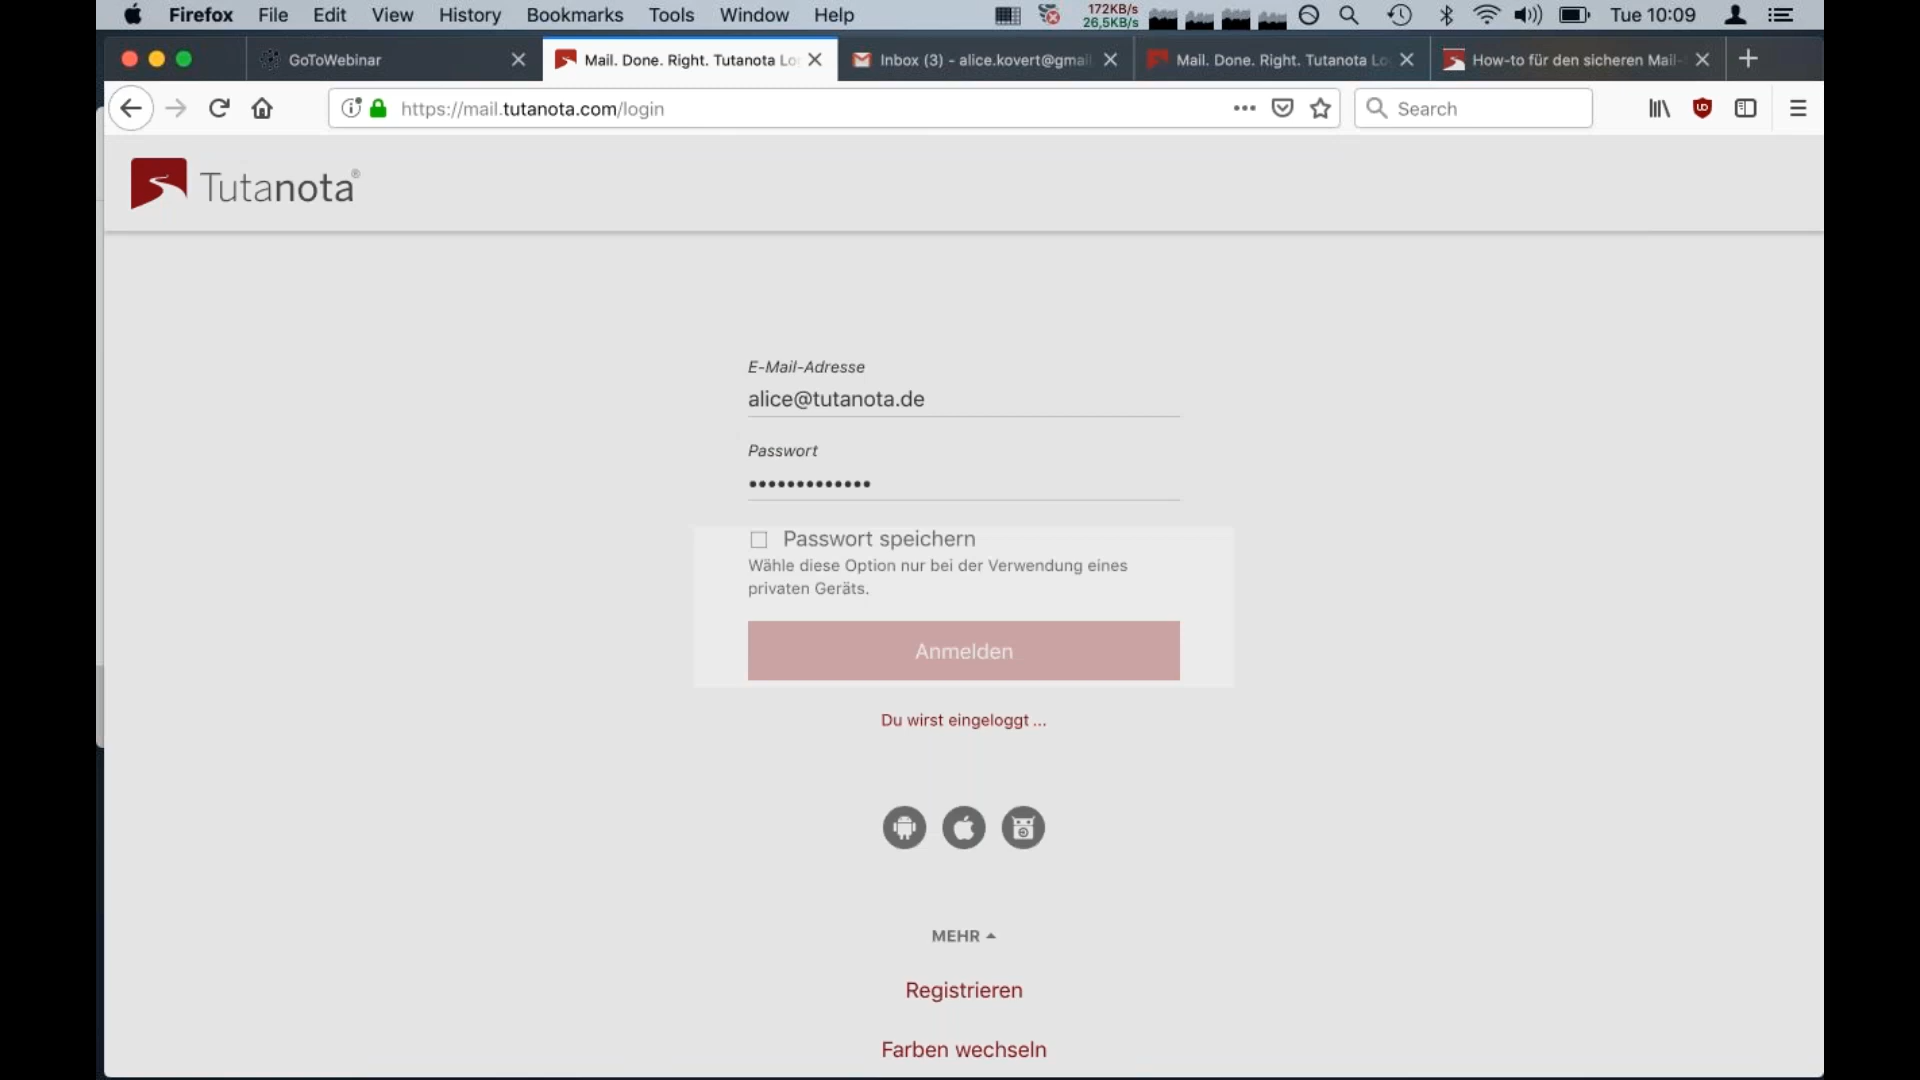 Firefox File Edit View History Bookmarks Tools Window Help 172KB/s 26,5KB/s Tue 10:09
GoToWebinar Mail. Done. Right. Tutanota Lo Inbox (3) - alice.kovert@gmai Mail. Done. Right. Tutanota Lo How-to für den sicheren Mail-
https://mail.tutanota.com/login Search
Tutanota®
E-Mail-Adresse
alice@tutanota.de
Passwort
•••••••••••••
Passwort speichern
Wähle diese Option nur bei der Verwendung eines
privaten Geräts.
Anmelden
Du wirst eingeloggt ...
MEHR
Registrieren
Farben wechseln